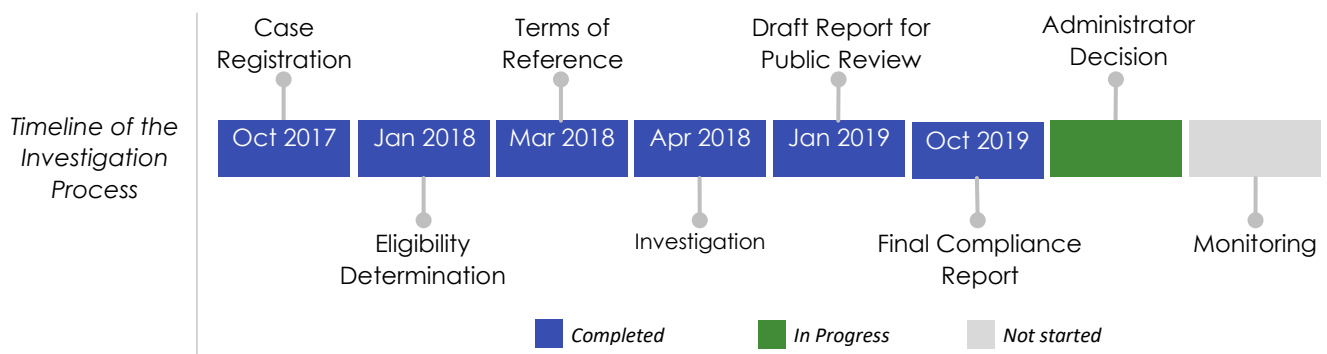 Case
Registration
Terms of
Reference
Draft Report for
Public Review
Administrator
Decision
Timeline of the
Investigation
Process
Oct 2017
Jan 2018
Mar 2018
Apr 2018
Jan 2019
Oct 2019
Eligibility
Determination
Investigation
Final Compliance
Report
Monitoring
Completed
In Progress
Not started